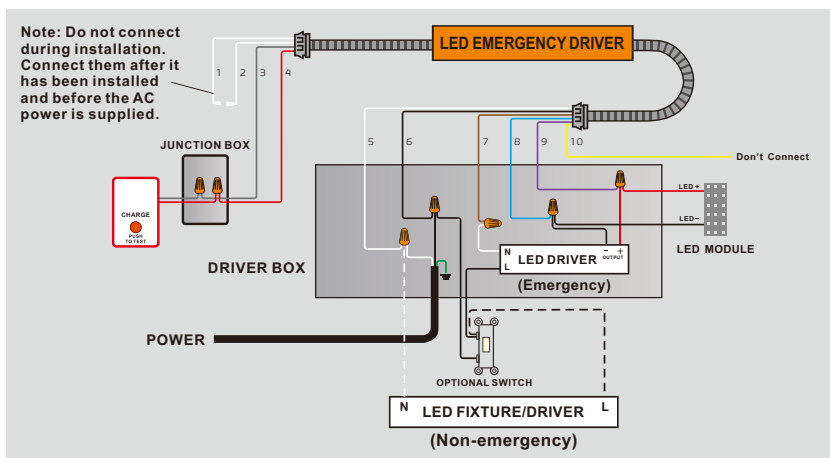 Note: Do not connect
during installation.
Connect them after it
has been installed
and before the AC
power is supplied.
1 2 3 4
LED EMERGENCY DRIVER
JUNCTION BOX
5 6 7 8 9 10
Don't Connect
CHARGE
PUSH
TO TEST
LED+
LED–
LED MODULE
DRIVER BOX
N
L
LED DRIVER
– +
OUTPUT
(Emergency)
POWER
OPTIONAL SWITCH
N LED FIXTURE/DRIVER L
(Non-emergency)